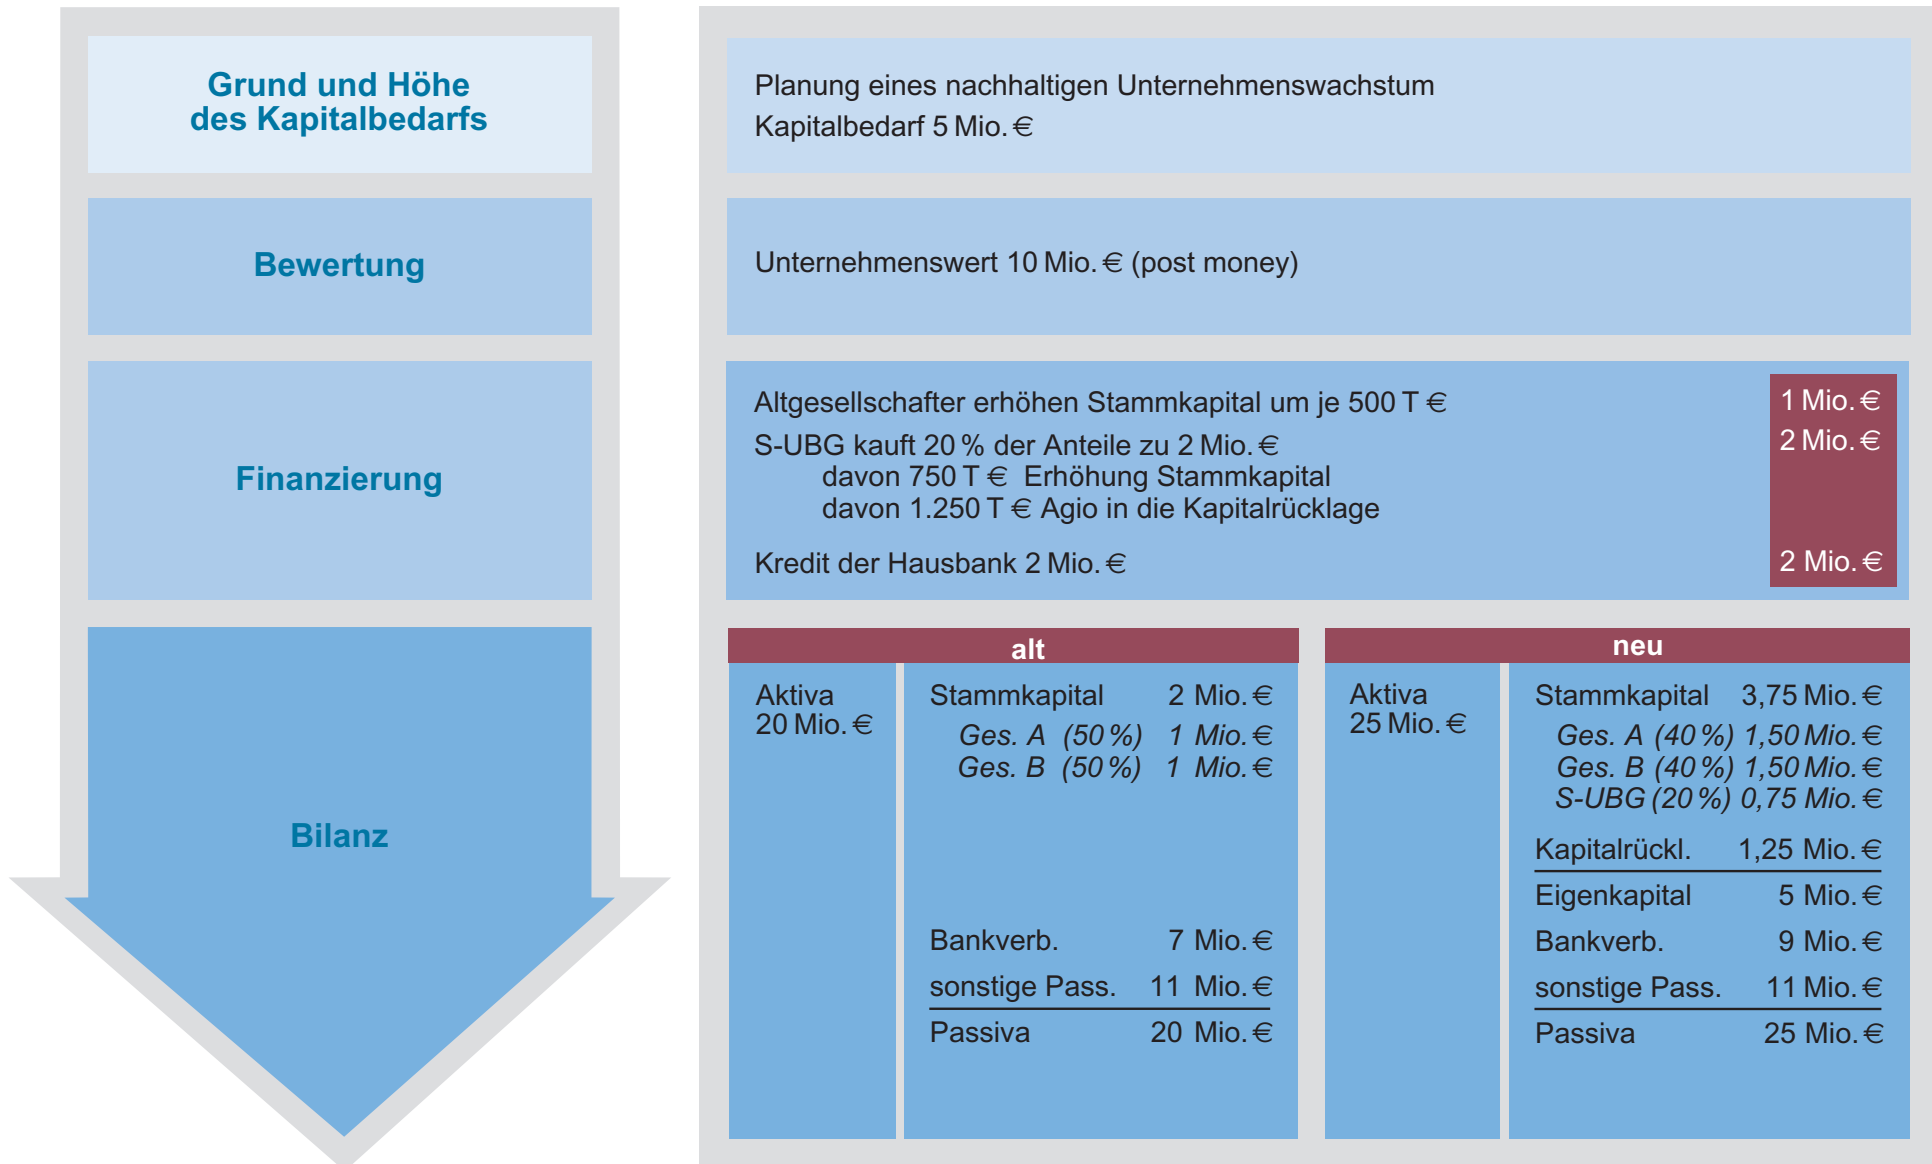 Grund und Höhe
des Kapitalbedarfs
Planung eines nachhaltigen Unternehmenswachstum
Kapitalbedarf 5 Mio. €
Bewertung
Unternehmenswert 10 Mio. € (post money)
Finanzierung
Altgesellschafter erhöhen Stammkapital um je 500 T € 1 Mio. €
S-UBG kauft 20 % der Anteile zu 2 Mio. € 2 Mio. €
davon 750 T € Erhöhung Stammkapital
davon 1.250 T € Agio in die Kapitalrücklage
Kredit der Hausbank 2 Mio. € 2 Mio. €
Bilanz
alt
Aktiva
20 Mio. €
Stammkapital 2 Mio. €
Ges. A (50 %) 1 Mio. €
Ges. B (50 %) 1 Mio. €
Bankverb. 7 Mio. €
sonstige Pass. 11 Mio. €
Passiva 20 Mio. €
neu
Aktiva
25 Mio. €
Stammkapital 3,75 Mio. €
Ges. A (40 %) 1,50 Mio. €
Ges. B (40 %) 1,50 Mio. €
S-UBG (20 %) 0,75 Mio. €
Kapitalrückl. 1,25 Mio. €
Eigenkapital 5 Mio. €
Bankverb. 9 Mio. €
sonstige Pass. 11 Mio. €
Passiva 25 Mio. €